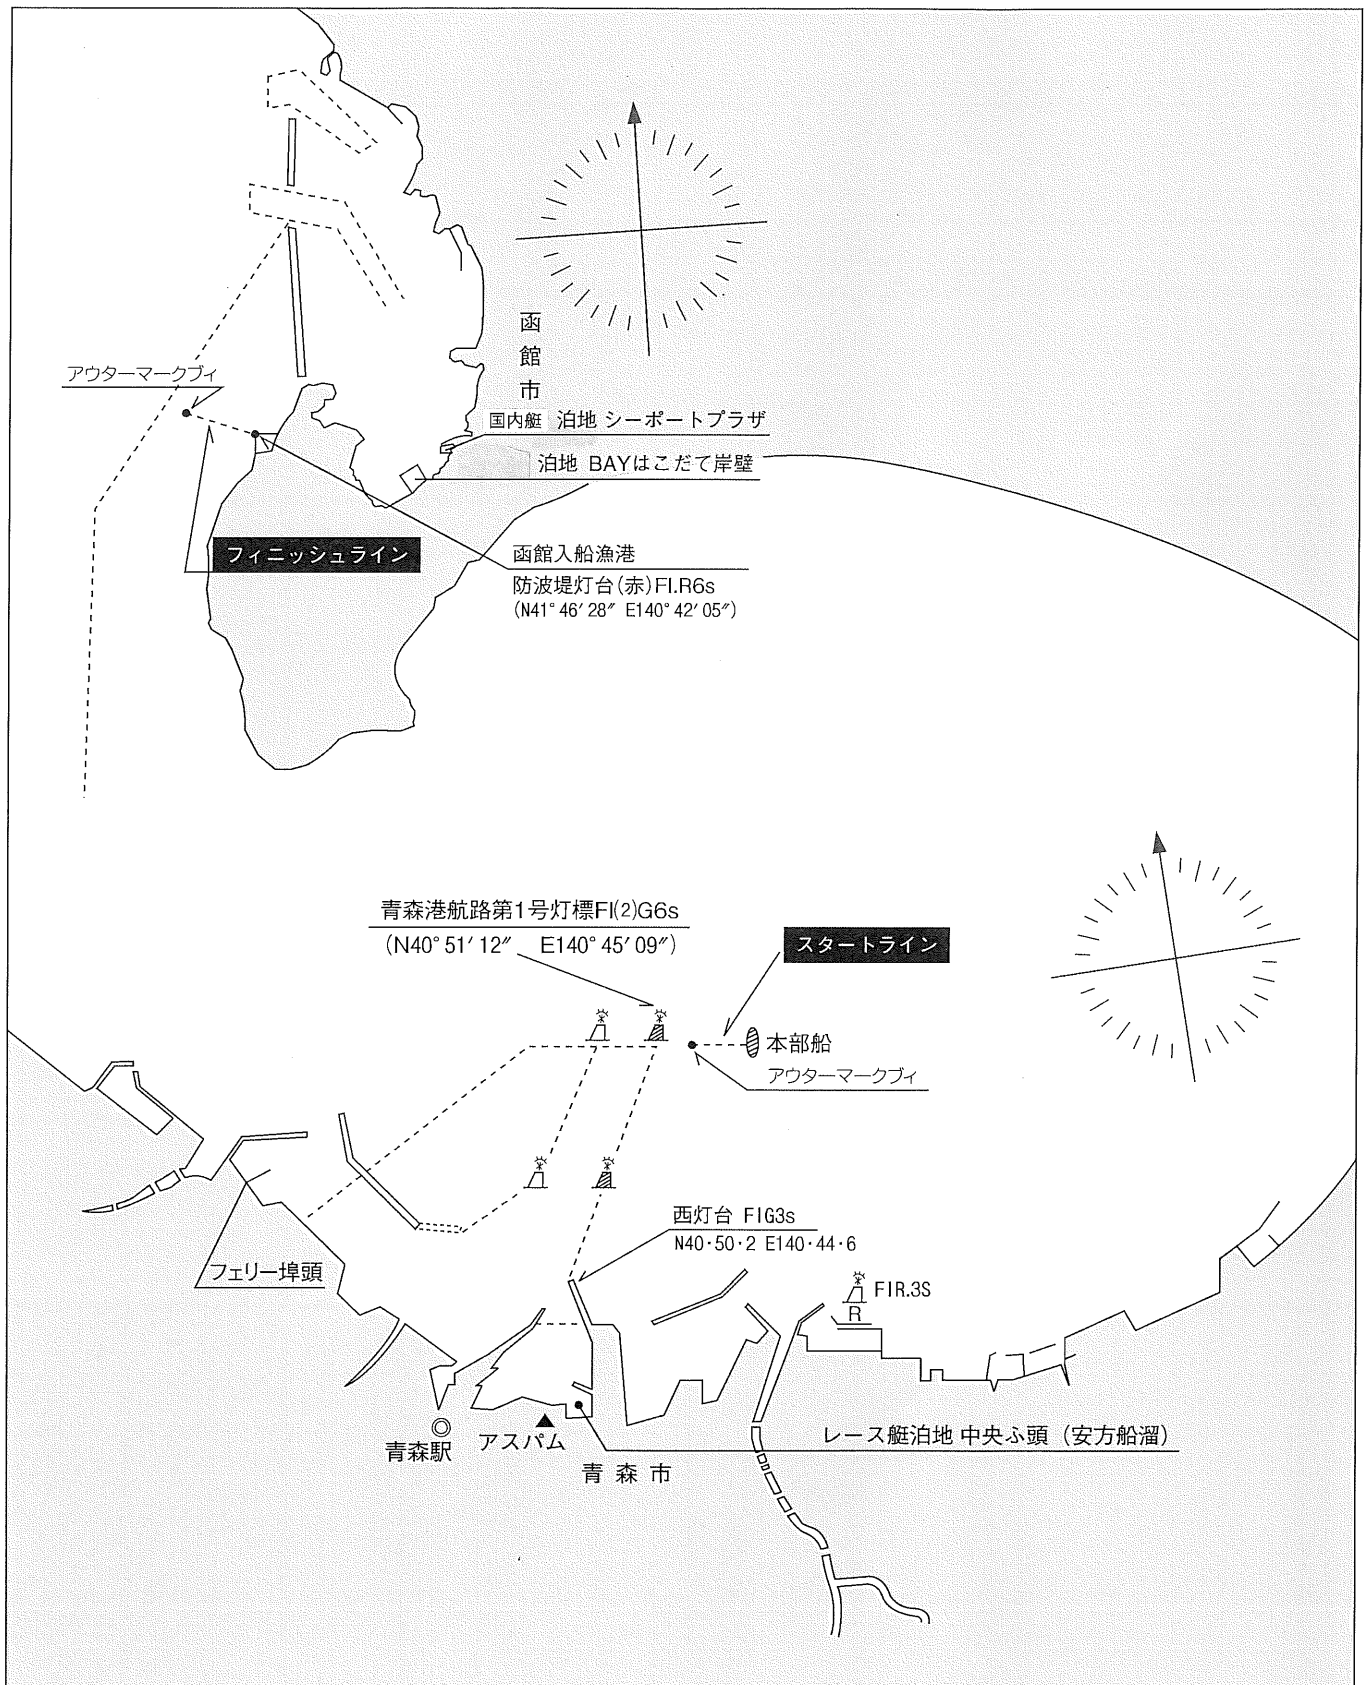 函
館
市
アウターマークブイ
国内艇 泊地 シーポートプラザ
泊地 BAYはこだて岸壁
フィニッシュライン
函館入船漁港
防波堤灯台(赤)FI.R6s
(N41°46′28″ E140°42′05″)
青森港航路第1号灯標FI(2)G6s
(N40°51′12″ E140°45′09″)
スタートライン
本部船
アウターマークブィ
西灯台 FIG3s
N40・50・2 E140・44・6
フェリー埠頭
FIR.3S
R
青森駅
アスパム
レース艇泊地 中央ふ頭 (安方船溜)
青森市